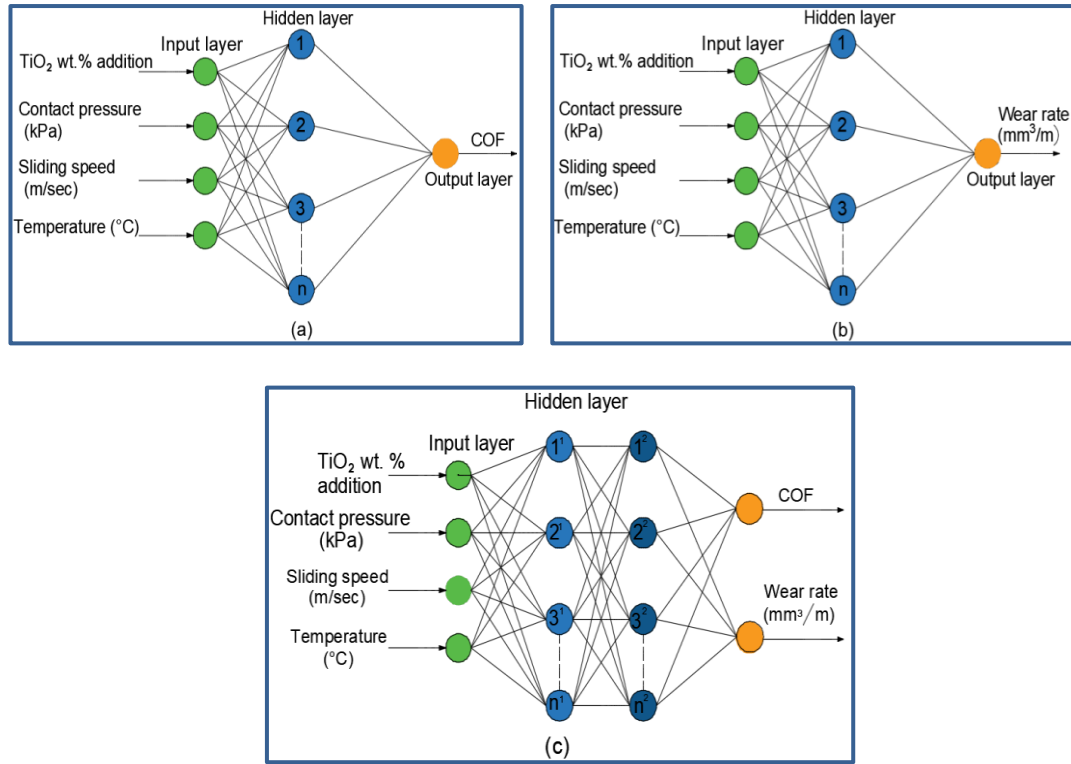 Hidden layer
Input layer
TiO₂ wt.% addition
Contact pressure
(kPa)
Sliding speed
(m/sec)
Temperature (°C)
1
2
3
n
COF
Output layer
(a)
Hidden layer
Input layer
TiO₂ wt.% addition
Contact pressure
(kPa)
Sliding speed
(m/sec)
Temperature (°C)
1
2
3
n
Wear rate
(mm³/m)
Output layer
(b)
Hidden layer
Input layer
TiO₂ wt. %
addition
Contact pressure
(kPa)
Sliding speed
(m/sec)
Temperature
(°C)
1¹ 1²
2¹ 2²
3¹ 3²
n¹ n²
COF
Wear rate
(mm³/m)
(c)